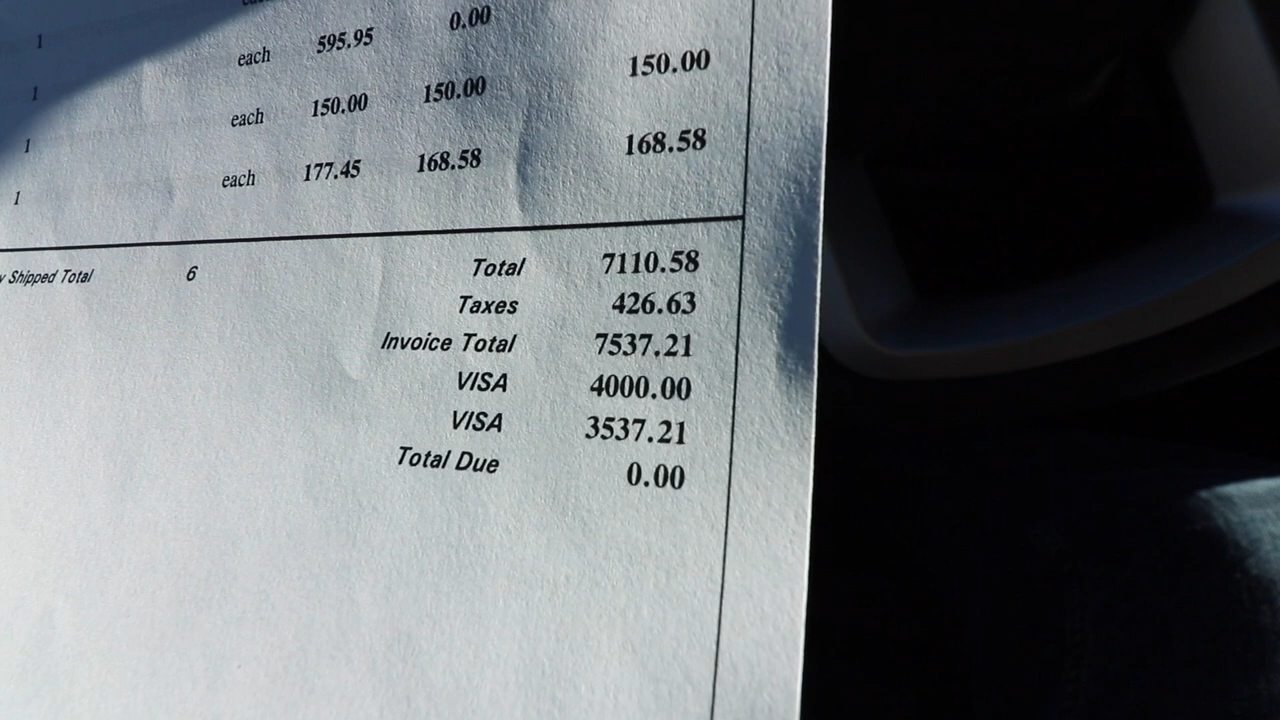 1 each 595.95 0.00
1 each 150.00 150.00 150.00
1 each 177.45 168.58 168.58
1
Shipped Total 6 Total 7110.58
Taxes 426.63
Invoice Total 7537.21
VISA 4000.00
VISA 3537.21
Total Due 0.00